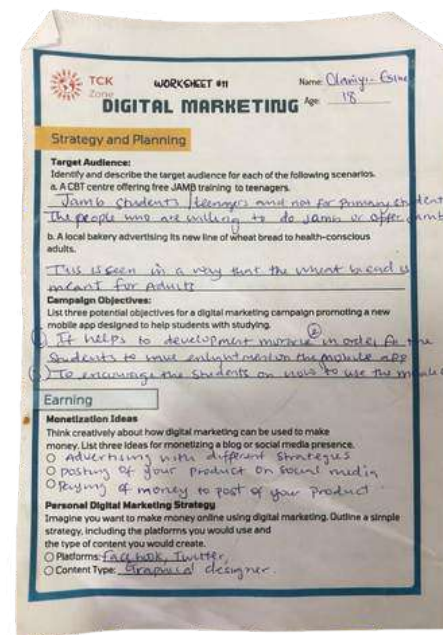 TCK
Zone
WORKSHEET #11
Name: Olaniyi - Esther
DIGITAL MARKETING
Age: 18
Strategy and Planning
Target Audience:
Identify and describe the target audience for each of the following scenarios.
a. A CBT centre offering free JAMB training to teenagers.
Jamb students / teenagers and not for primary student
The people who are willing to do Jamb or offer Jamb
b. A local bakery advertising its new line of wheat bread to health-conscious
adults.
This is seen in a way that the wheat bread is
meant for Adults
Campaign Objectives:
List three potential objectives for a digital marketing campaign promoting a new
mobile app designed to help students with studying.
It helps to development in order for the
Students to have enlightment on the mobile app
To encourage the students on how to use the mobile
Earning
Monetization Ideas
Think creatively about how digital marketing can be used to make
money. List three ideas for monetizing a blog or social media presence.
Advertising with different strategies
posting of your product on social media
Paying of money to post of your product.
Personal Digital Marketing Strategy
Imagine you want to make money online using digital marketing. Outline a simple
strategy, including the platforms you would use and
the type of content you would create.
Platforms: Facebook, Twitter,
Content Type: Graphical designer.